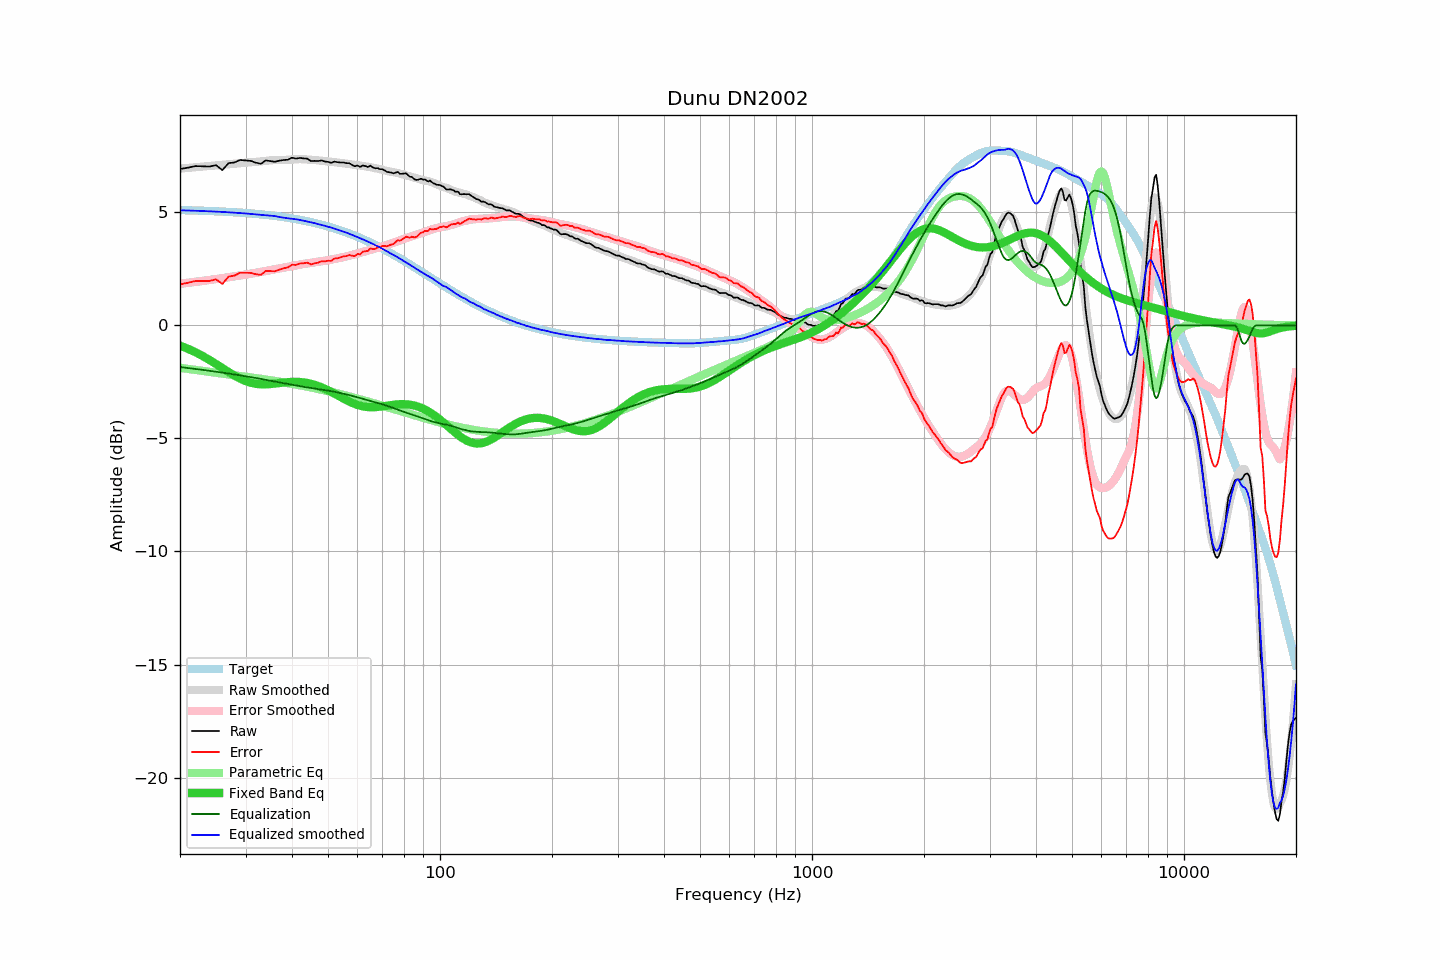 Dunu DN2002
Amplitude (dBr)
5
0
−5
−10
−15
−20
Target
Raw Smoothed
Error Smoothed
Raw
Error
Parametric Eq
Fixed Band Eq
Equalization
Equalized smoothed
100
1000
10000
Frequency (Hz)